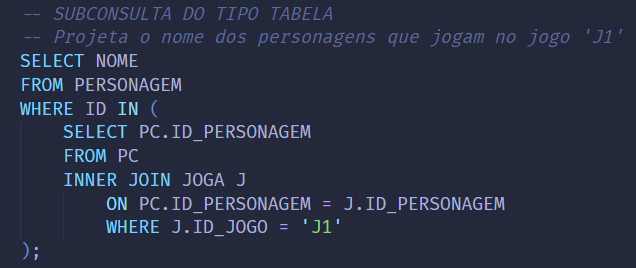 -- SUBCONSULTA DO TIPO TABELA
-- Projeta o nome dos personagens que jogam no jogo 'J1'
SELECT NOME
FROM PERSONAGEM
WHERE ID IN (
    SELECT PC.ID_PERSONAGEM
    FROM PC
    INNER JOIN JOGA J
        ON PC.ID_PERSONAGEM = J.ID_PERSONAGEM
        WHERE J.ID_JOGO = 'J1'
);